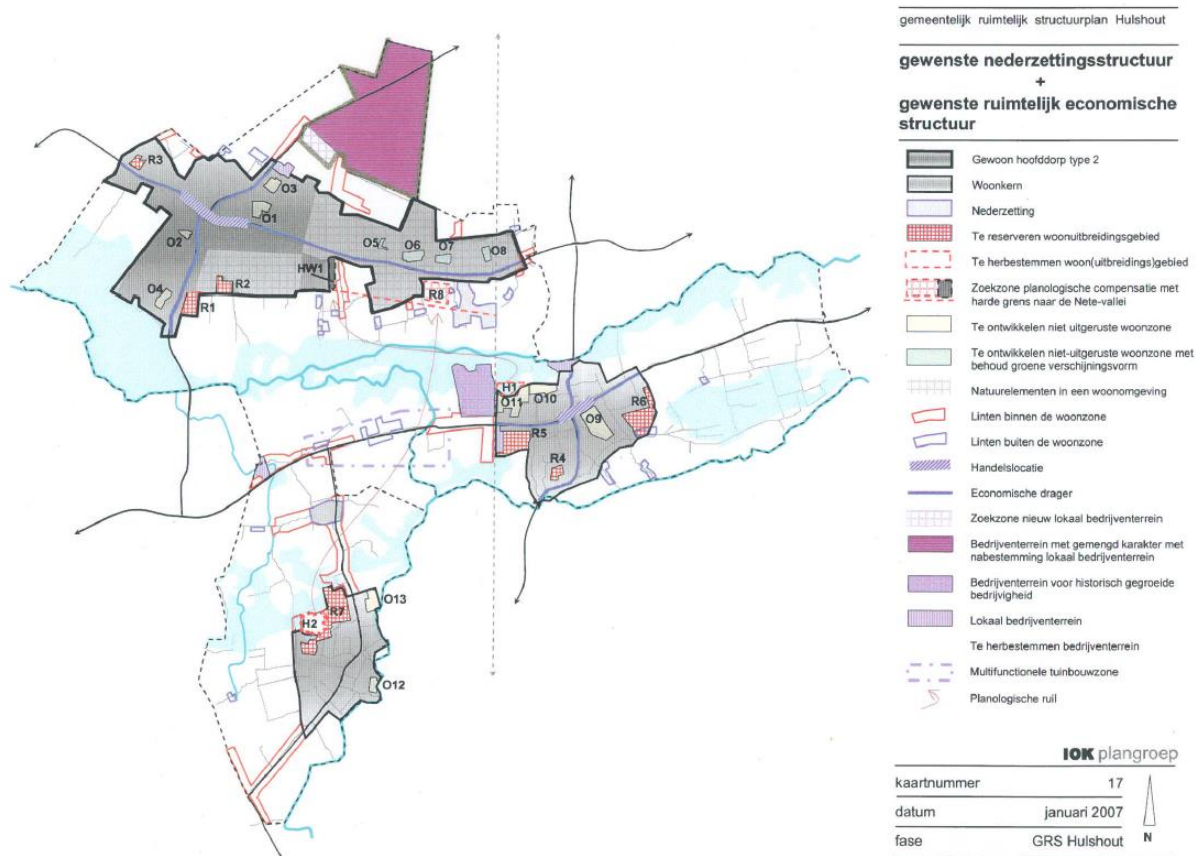 gemeentelijk ruimtelijk structuurplan Hulshout
gewenste nederzettingsstructuur
+
gewenste ruimtelijk economische
structuur
Gewoon hoofddorp type 2
Woonkern
Nederzetting
Te reserveren woonuitbreidingsgebied
Te herbestemmen woon(uitbreidings)gebied
Zoekzone planologische compensatie met
harde grens naar de Nete-vallei
Te ontwikkelen niet uitgeruste woonzone
Te ontwikkelen niet-uitgeruste woonzone met
behoud groene verschijningsvorm
Natuurelementen in een woonomgeving
Linten binnen de woonzone
Linten buiten de woonzone
Handelslocatie
Economische drager
Zoekzone nieuw lokaal bedrijventerrein
Bedrijventerrein met gemengd karakter met
nabestemming lokaal bedrijventerrein
Bedrijventerrein voor historisch gegroeide
bedrijvigheid
Lokaal bedrijventerrein
Te herbestemmen bedrijventerrein
Multifunctionele tuinbouwzone
Planologische ruil
IOK plangroep
kaartnummer 17
datum januari 2007
fase GRS Hulshout
N
R3
O3
O1
O2
O5
O6
O7
O8
HW1
O4
R2
R1
R8
H1
O11
O10
R6
O9
R5
R4
O13
R7
H2
O12